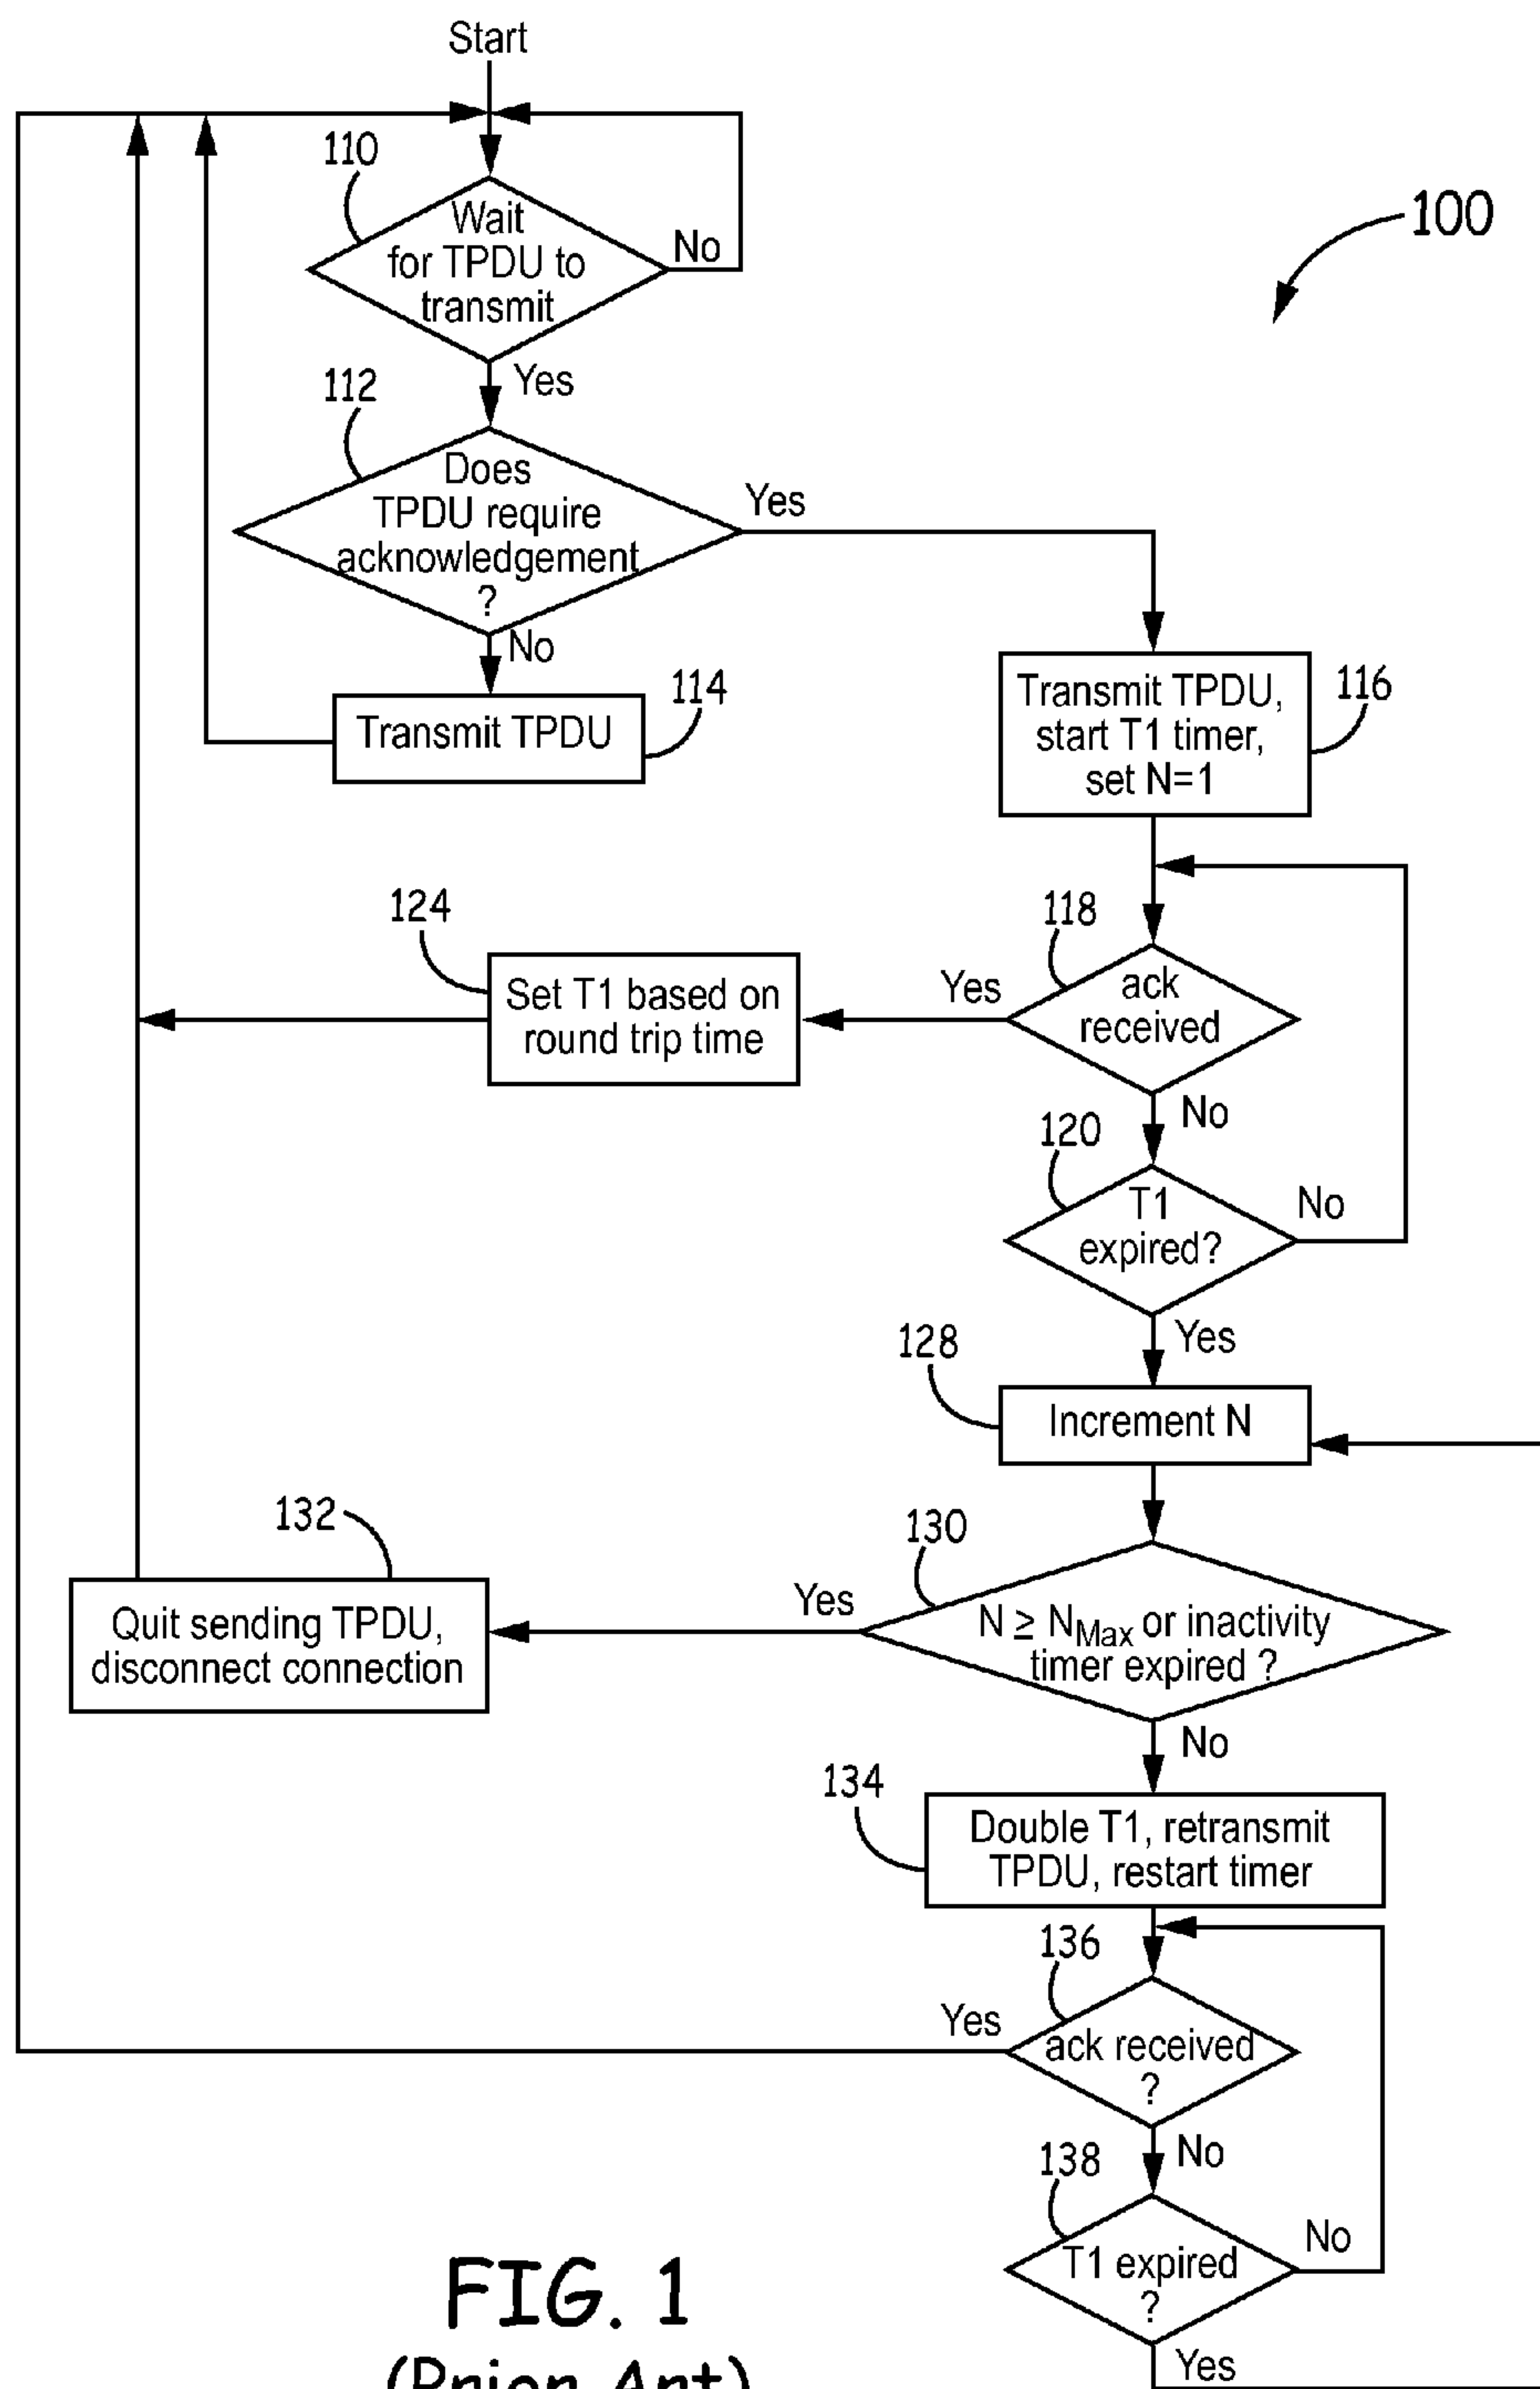 Start
100
110
Wait
for TPDU to
transmit
No
Yes
112
Does
TPDU require
acknowledgement
?
Yes
No
Transmit TPDU
114
Transmit TPDU,
start T1 timer,
set N=1
116
118
ack
received
Yes
124
Set T1 based on
round trip time
No
120
T1
expired?
No
Yes
128
Increment N
130
N ≥ NMax or inactivity
timer expired ?
Yes
132
Quit sending TPDU,
disconnect connection
No
134
Double T1, retransmit
TPDU, restart timer
136
ack received
?
Yes
No
138
T1 expired
?
No
Yes
FIG. 1
(Prior Art)